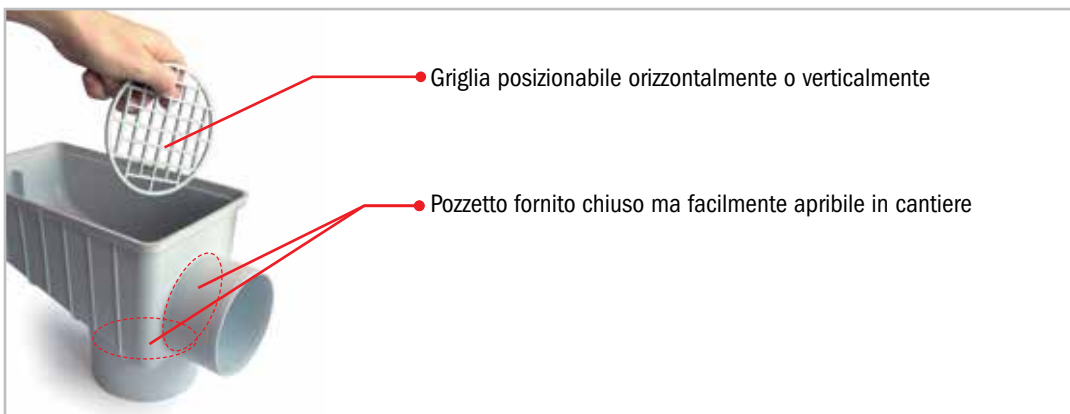 Griglia posizionabile orizzontalmente o verticalmente
Pozzetto fornito chiuso ma facilmente apribile in cantiere